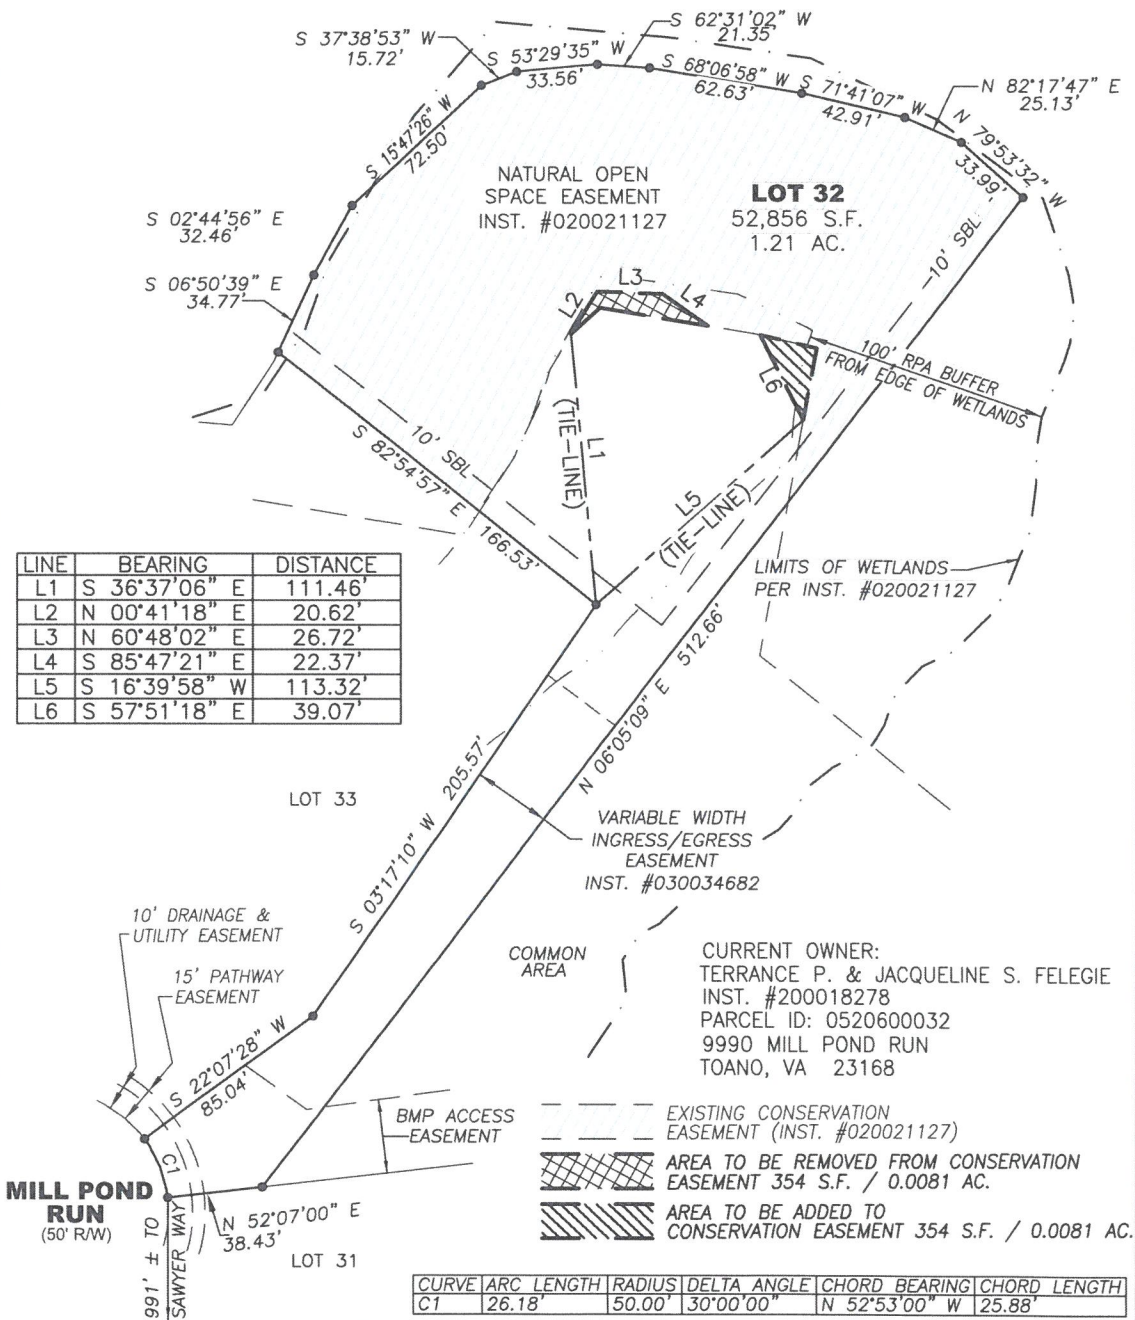 S 62°31'02" W
21.35'
S 37°38'53" W
15.72'
S 53°29'35" W
33.56'
S 68°06'58" W
62.63'
S 71°41'07" W
42.91'
N 82°17'47" E
25.13'
N 79°53'32" W
33.99'
S 15°47'26" W
72.50'
NATURAL OPEN
SPACE EASEMENT
INST. #020021127
LOT 32
52,856 S.F.
1.21 AC.
10' SBL
S 02°44'56" E
32.46'
S 06°50'39" E
34.77'
L2
L3
L4
L6
100' RPA BUFFER
FROM EDGE OF WETLANDS
10' SBL
S 82°54'57" E 166.53'
L1
(TIE-LINE)
L5
(TIE-LINE)
LIMITS OF WETLANDS
PER INST. #020021127
LINE BEARING DISTANCE
L1 S 36°37'06" E 111.46'
L2 N 00°41'18" E 20.62'
L3 N 60°48'02" E 26.72'
L4 S 85°47'21" E 22.37'
L5 S 16°39'58" W 113.32'
L6 S 57°51'18" E 39.07'
N 06°05'09" E 512.66'
S 03°17'10" W 205.57'
LOT 33
VARIABLE WIDTH
INGRESS/EGRESS
EASEMENT
INST. #030034682
10' DRAINAGE &
UTILITY EASEMENT
15' PATHWAY
EASEMENT
COMMON
AREA
CURRENT OWNER:
TERRANCE P. & JACQUELINE S. FELEGIE
INST. #200018278
PARCEL ID: 0520600032
9990 MILL POND RUN
TOANO, VA 23168
S 22°07'28" W
85.04'
BMP ACCESS
EASEMENT
C1
MILL POND
RUN
(50' R/W)
N 52°07'00" E
38.43'
991' ± TO
SAWYER WAY
LOT 31
EXISTING CONSERVATION
EASEMENT (INST. #020021127)
AREA TO BE REMOVED FROM CONSERVATION
EASEMENT 354 S.F. / 0.0081 AC.
AREA TO BE ADDED TO
CONSERVATION EASEMENT 354 S.F. / 0.0081 AC.
CURVE ARC LENGTH RADIUS DELTA ANGLE CHORD BEARING CHORD LENGTH
C1 26.18' 50.00' 30°00'00" N 52°53'00" W 25.88'